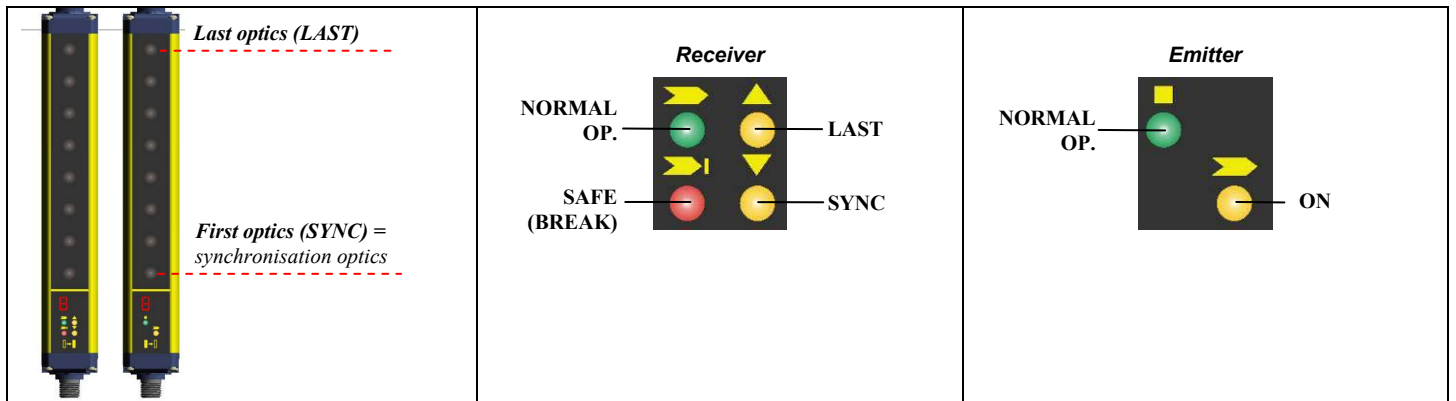 Last optics (LAST)
First optics (SYNC) =
synchronisation optics
Receiver
NORMAL
OP.
LAST
SAFE
(BREAK)
SYNC
Emitter
NORMAL
OP.
ON